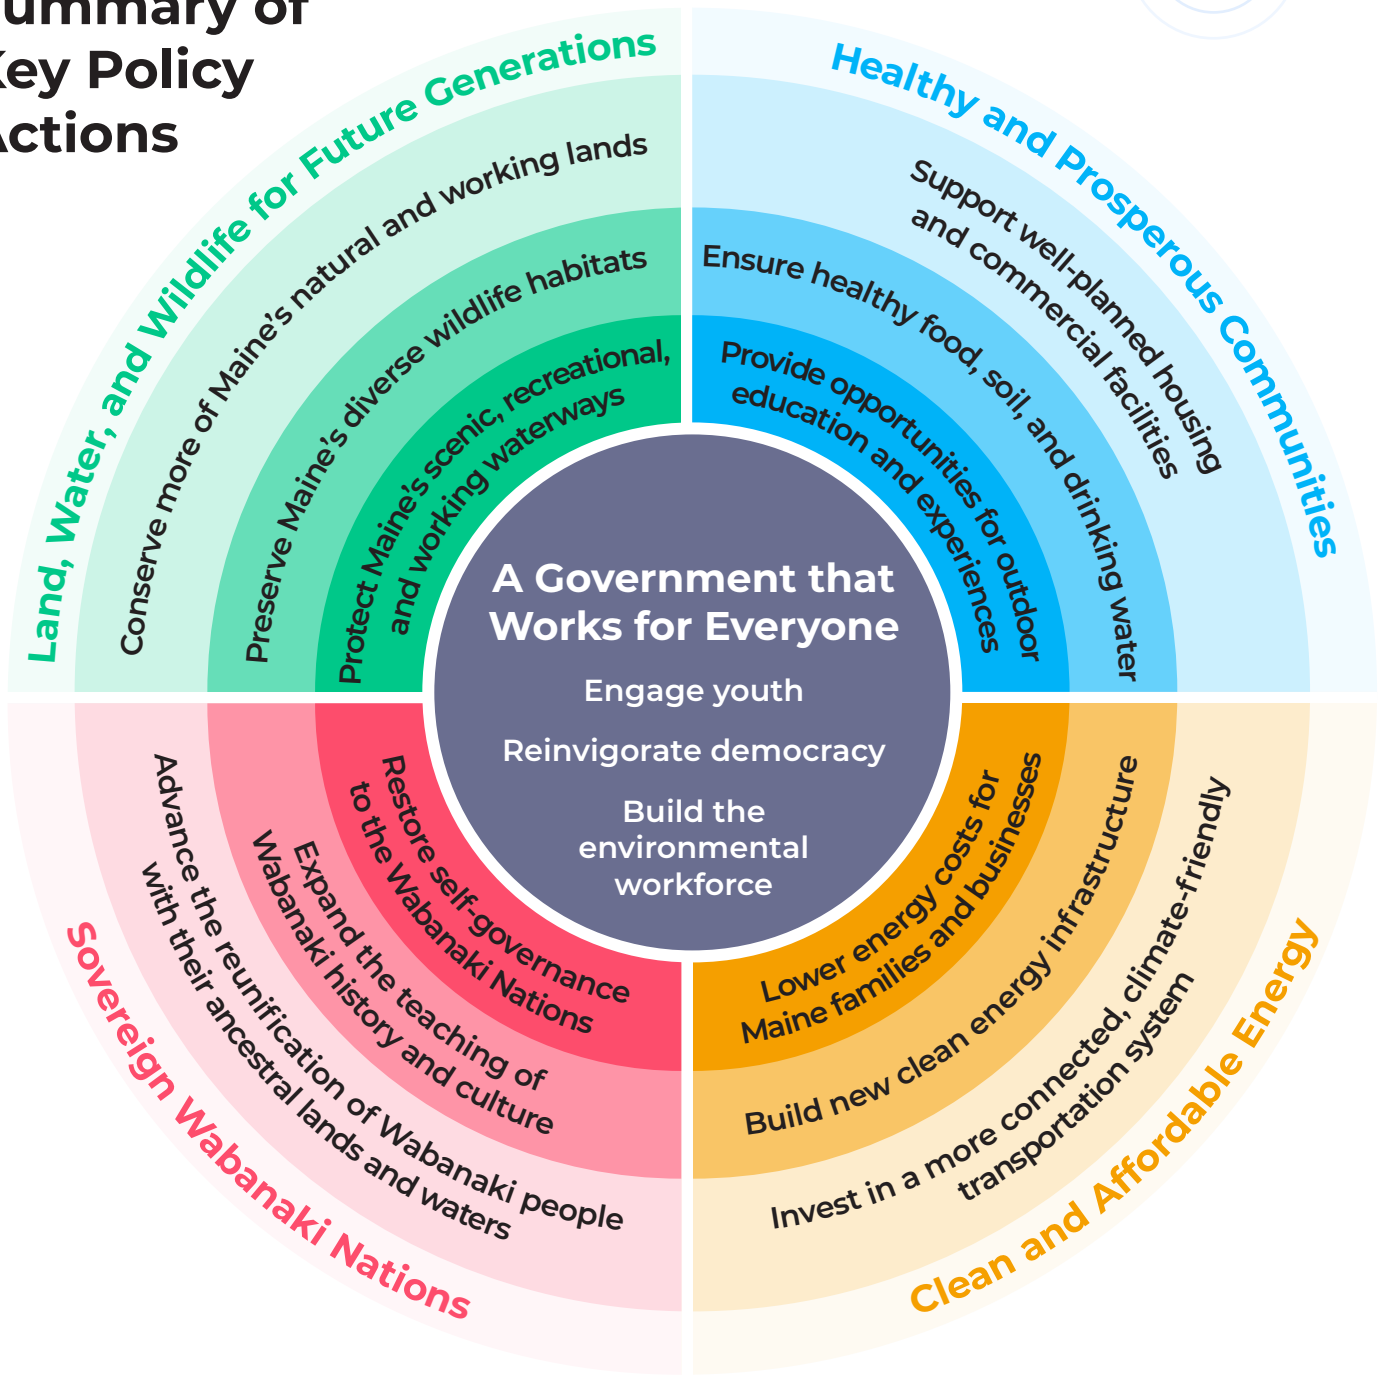 ummary of
Key Policy
Actions
Land, Water, and Wildlife for Future Generations
Conserve more of Maine’s natural and working lands
Preserve Maine’s diverse wildlife habitats
Protect Maine’s scenic, recreational,
and working waterways
Healthy and Prosperous Communities
Support well-planned housing
and commercial facilities
Ensure healthy food, soil, and drinking water
Provide opportunities for outdoor
education and experiences
A Government that
Works for Everyone
Engage youth
Reinvigorate democracy
Build the
environmental
workforce
Restore self-governance
to the Wabanaki Nations
Expand the teaching of
Wabanaki history and culture
Advance the reunification of Wabanaki people
with their ancestral lands and waters
Sovereign Wabanaki Nations
Lower energy costs for
Maine families and businesses
Build new clean energy infrastructure
Invest in a more connected, climate-friendly
transportation system
Clean and Affordable Energy